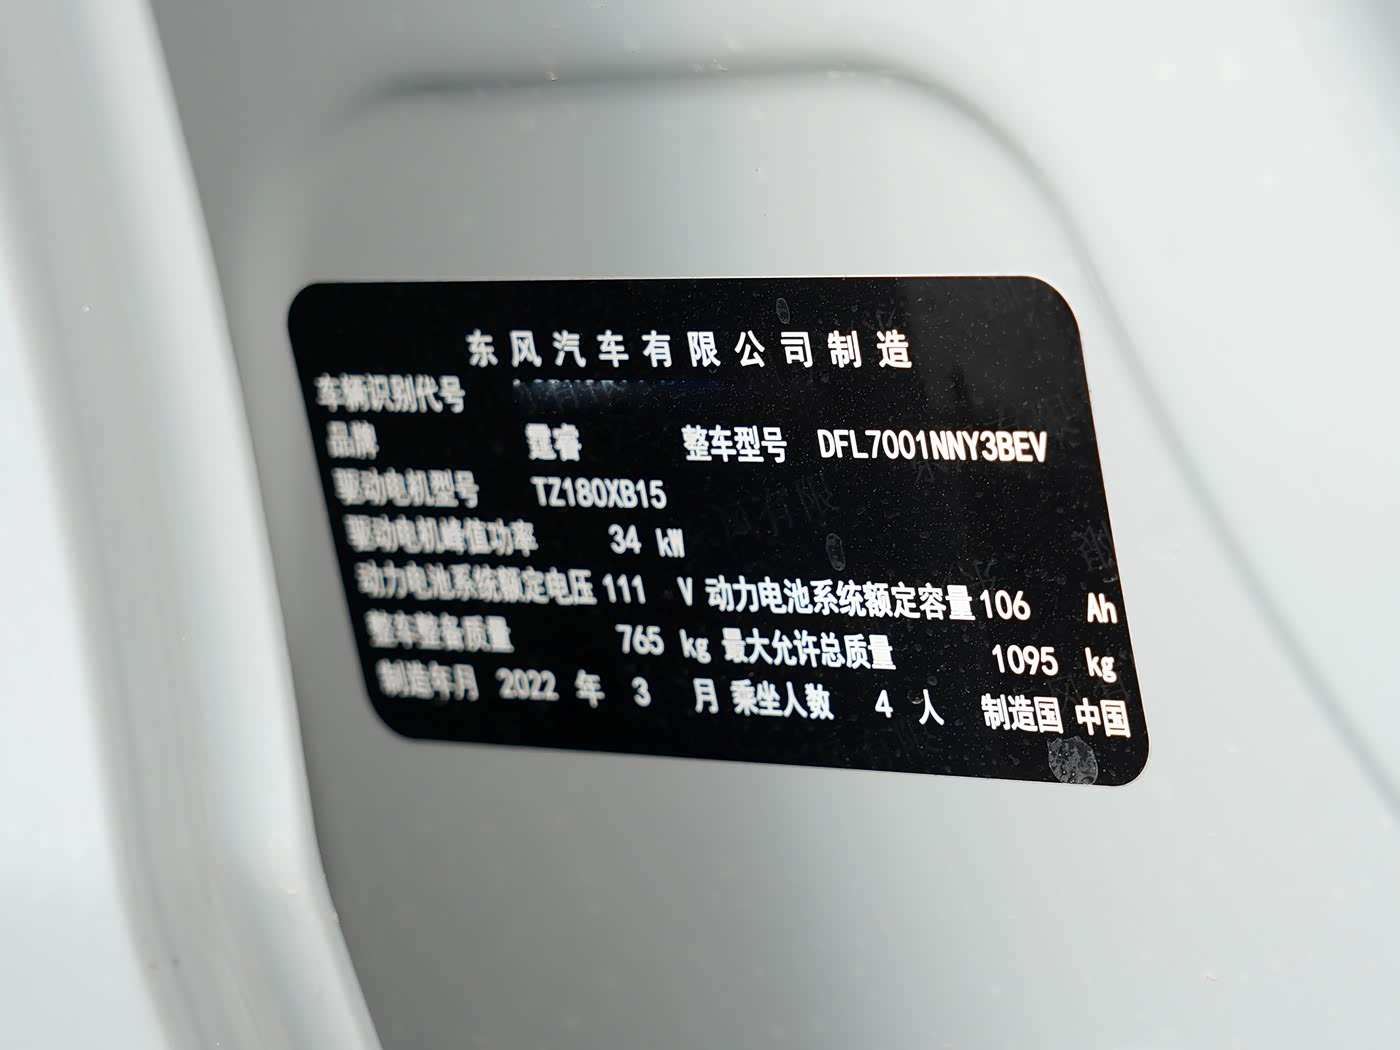 东风汽车有限公司制造
车辆识别代号
品牌 霆睿 整车型号 DFL7001NNY3BEV
驱动电机型号 TZ180XB15
驱动电机峰值功率 34 kW
动力电池系统额定电压 111 V 动力电池系统额定容量 106 Ah
整车整备质量 765 kg 最大允许总质量 1095 kg
制造年月 2022 年 3 月 乘坐人数 4 人 制造国 中国